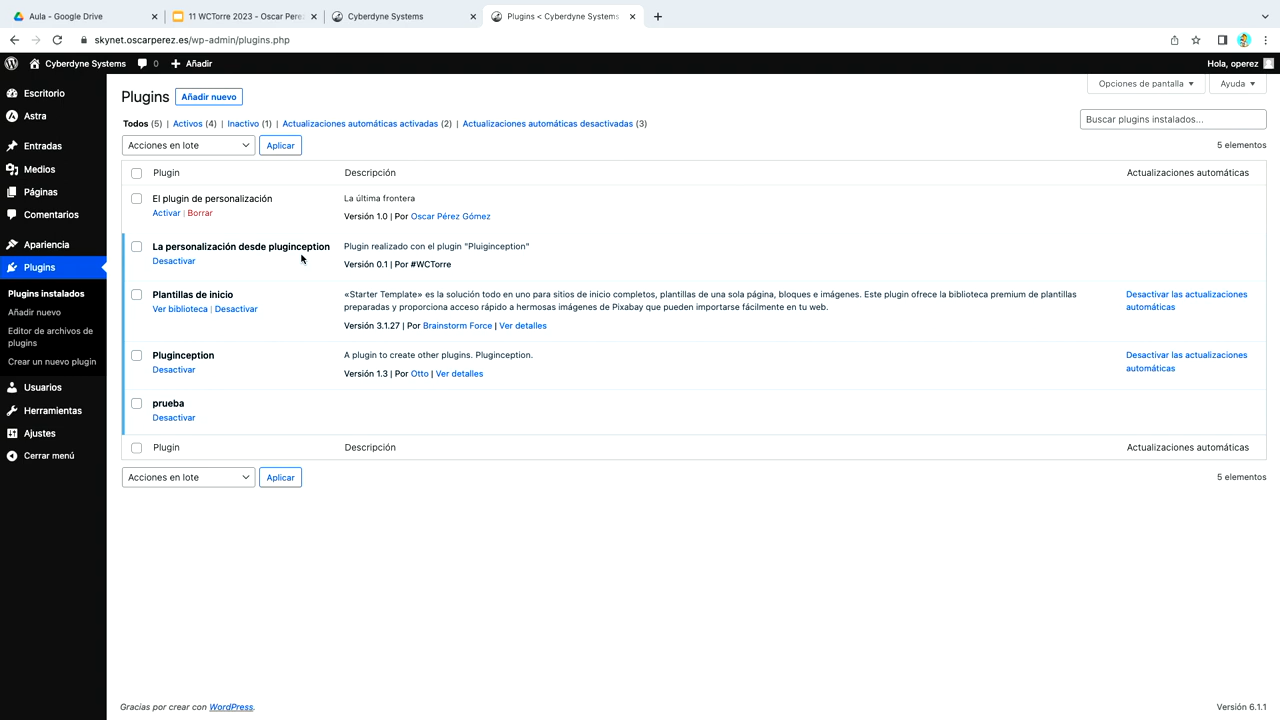 Aula - Google Drive
11 WCTorre 2023 - Oscar Perez
Cyberdyne Systems
Plugins < Cyberdyne Systems
skynet.oscarperez.es/wp-admin/plugins.php
Cyberdyne Systems 0 Añadir Hola, operez
Opciones de pantalla Ayuda
Escritorio
Astra
Entradas
Medios
Páginas
Comentarios
Apariencia
Plugins
Plugins instalados
Añadir nuevo
Editor de archivos de
plugins
Crear un nuevo plugin
Usuarios
Herramientas
Ajustes
Cerrar menú
Plugins Añadir nuevo
Todos (5) | Activos (4) | Inactivo (1) | Actualizaciones automáticas activadas (2) | Actualizaciones automáticas desactivadas (3)
Buscar plugins instalados...
Acciones en lote Aplicar 5 elementos
Plugin Descripción Actualizaciones automáticas
El plugin de personalización
Activar | Borrar
La última frontera
Versión 1.0 | Por Oscar Pérez Gómez
La personalización desde pluginception
Desactivar
Plugin realizado con el plugin "Pluiginception"
Versión 0.1 | Por #WCTorre
Plantillas de inicio
Ver biblioteca | Desactivar
«Starter Template» es la solución todo en uno para sitios de inicio completos, plantillas de una sola página, bloques e imágenes. Este plugin ofrece la biblioteca premium de plantillas
preparadas y proporciona acceso rápido a hermosas imágenes de Pixabay que pueden importarse fácilmente en tu web.
Versión 3.1.27 | Por Brainstorm Force | Ver detalles
Desactivar las actualizaciones
automáticas
Pluginception
Desactivar
A plugin to create other plugins. Pluginception.
Versión 1.3 | Por Otto | Ver detalles
Desactivar las actualizaciones
automáticas
prueba
Desactivar
Plugin Descripción Actualizaciones automáticas
Acciones en lote Aplicar 5 elementos
Gracias por crear con WordPress. Versión 6.1.1